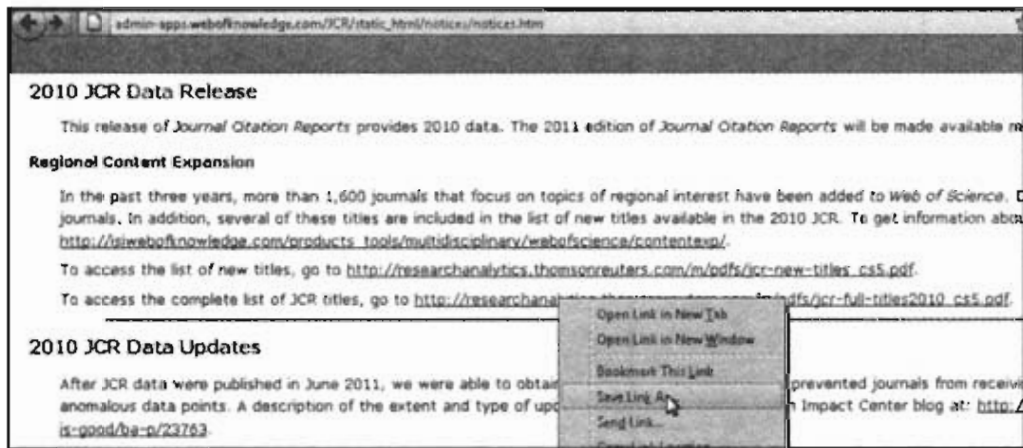 admin-apps.webofknowledge.com/JCR/static_html/notices/notices.htm
2010 JCR Data Release
This release of Journal Citation Reports provides 2010 data. The 2011 edition of Journal Citation Reports will be made available
Regional Content Expansion
In the past three years, more than 1,600 journals that focus on topics of regional interest have been added to Web of Science.
journals. In addition, several of these titles are included in the list of new titles available in the 2010 JCR. To get information
http://isiwebofknowledge.com/products_tools/multidisciplinary/webofscience/contentexp/.
To access the list of new titles, go to http://researchanalytics.thomsonreuters.com/m/pdfs/jcr-new-titles_cs5.pdf.
To access the complete list of JCR titles, go to http://researchanal /pdfs/jcr-full-titles2010_cs5.pdf.
Open Link in New Tab
Open Link in New Window
2010 JCR Data Updates
Bookmark This Link
After JCR data were published in June 2011, we were able to obtai prevented journals from
Save Link As
anomalous data points. A description of the extent and type of Impact Center blog at: http:/
Send Link...
is-good/ba-p/23763.